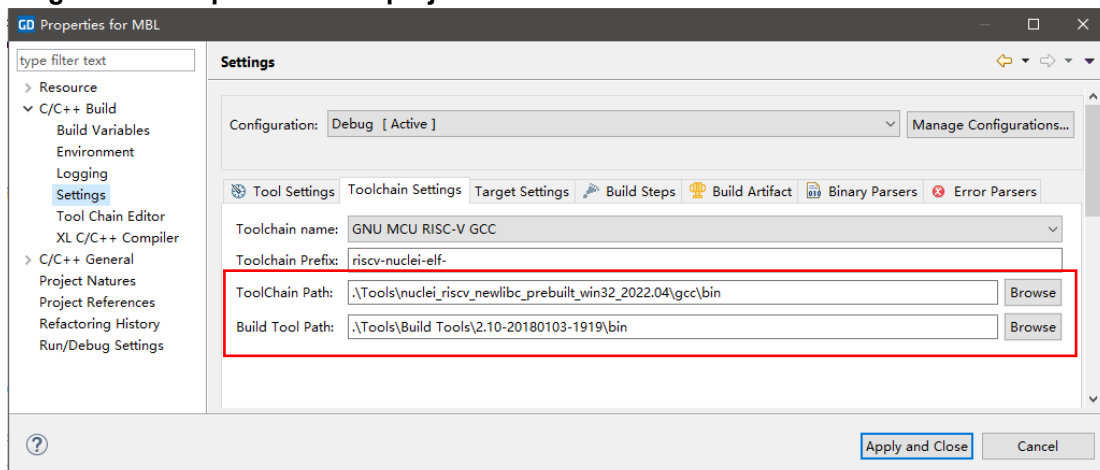 GD Properties for MBL
type filter text
Settings
Resource
C/C++ Build
Build Variables
Environment
Logging
Settings
Tool Chain Editor
XL C/C++ Compiler
C/C++ General
Project Natures
Project References
Refactoring History
Run/Debug Settings
Configuration: Debug [ Active ]
Manage Configurations...
Tool Settings Toolchain Settings Target Settings Build Steps Build Artifact Binary Parsers Error Parsers
Toolchain name: GNU MCU RISC-V GCC
Toolchain Prefix: riscv-nuclei-elf-
ToolChain Path: .\Tools\nuclei_riscv_newlibc_prebuilt_win32_2022.04\gcc\bin Browse
Build Tool Path: .\Tools\Build Tools\2.10-20180103-1919\bin Browse
Apply and Close Cancel